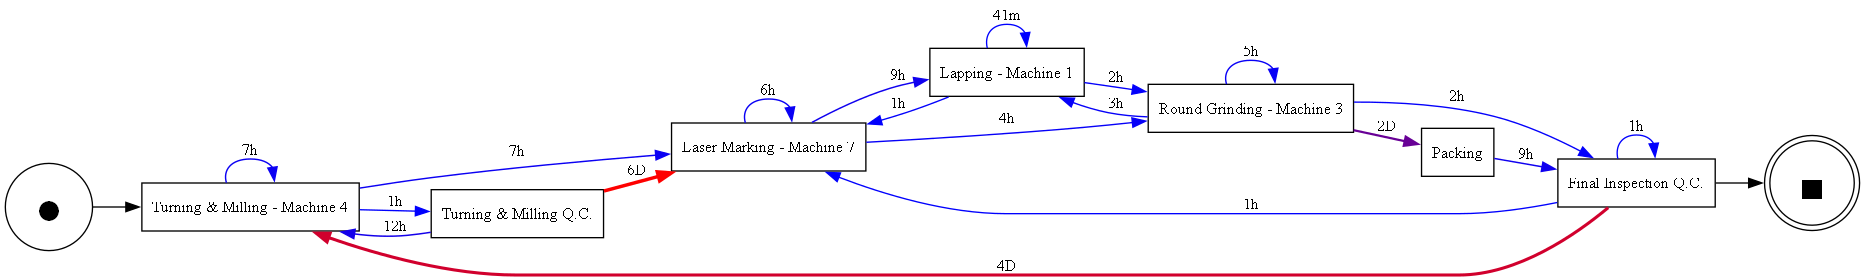 41m
9h
Lapping - Machine 1
2h
5h
6h
1h
3h
Round Grinding - Machine 3
2h
4h
2D
1h
7h
7h
Laser Marking - Machine 7
Packing
9h
6D
Final Inspection Q.C.
Turning & Milling - Machine 4
1h
Turning & Milling Q.C.
1h
12h
4D